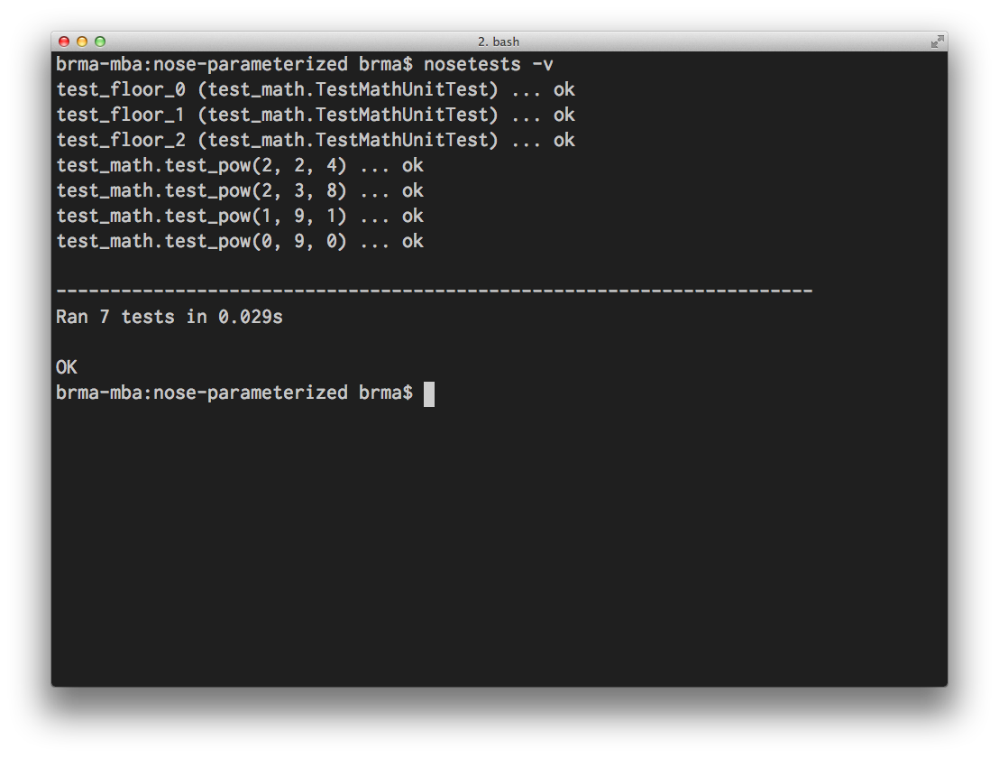 2. bash
brma-mba:nose-parameterized brma$ nosetests -v
test_floor_0 (test_math.TestMathUnitTest) ... ok
test_floor_1 (test_math.TestMathUnitTest) ... ok
test_floor_2 (test_math.TestMathUnitTest) ... ok
test_math.test_pow(2, 2, 4) ... ok
test_math.test_pow(2, 3, 8) ... ok
test_math.test_pow(1, 9, 1) ... ok
test_math.test_pow(0, 9, 0) ... ok
----------------------------------------------------------------------
Ran 7 tests in 0.029s
OK
brma-mba:nose-parameterized brma$